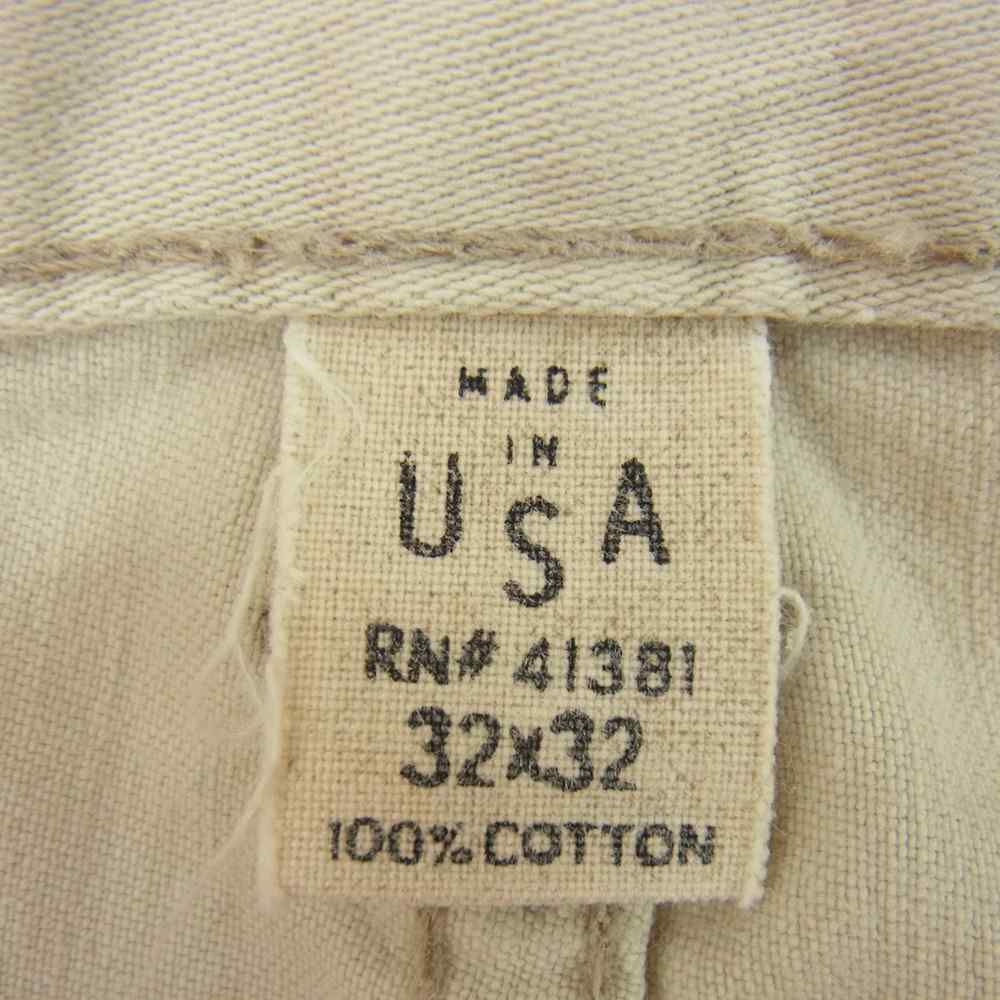 MADE
IN
USA
RN# 41381
32x32
100% COTTON